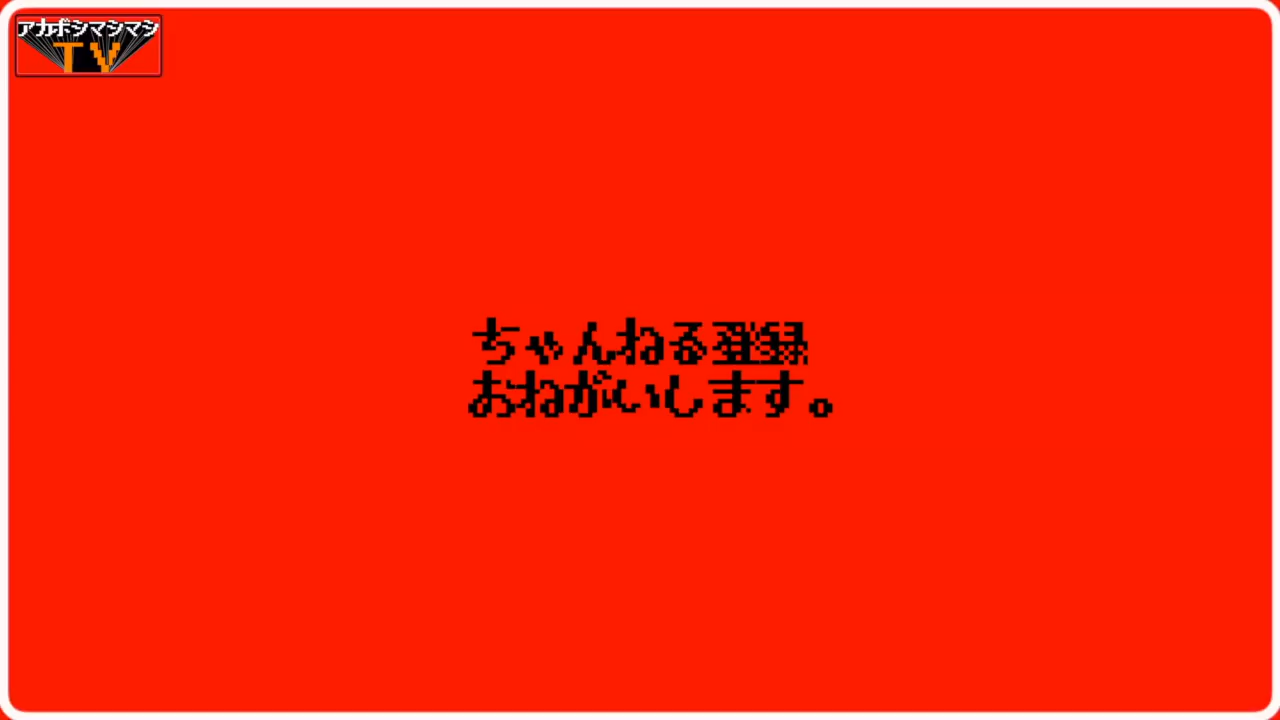 アカボシマシマシ
TV
ちゃんねる登録
おねがいします。